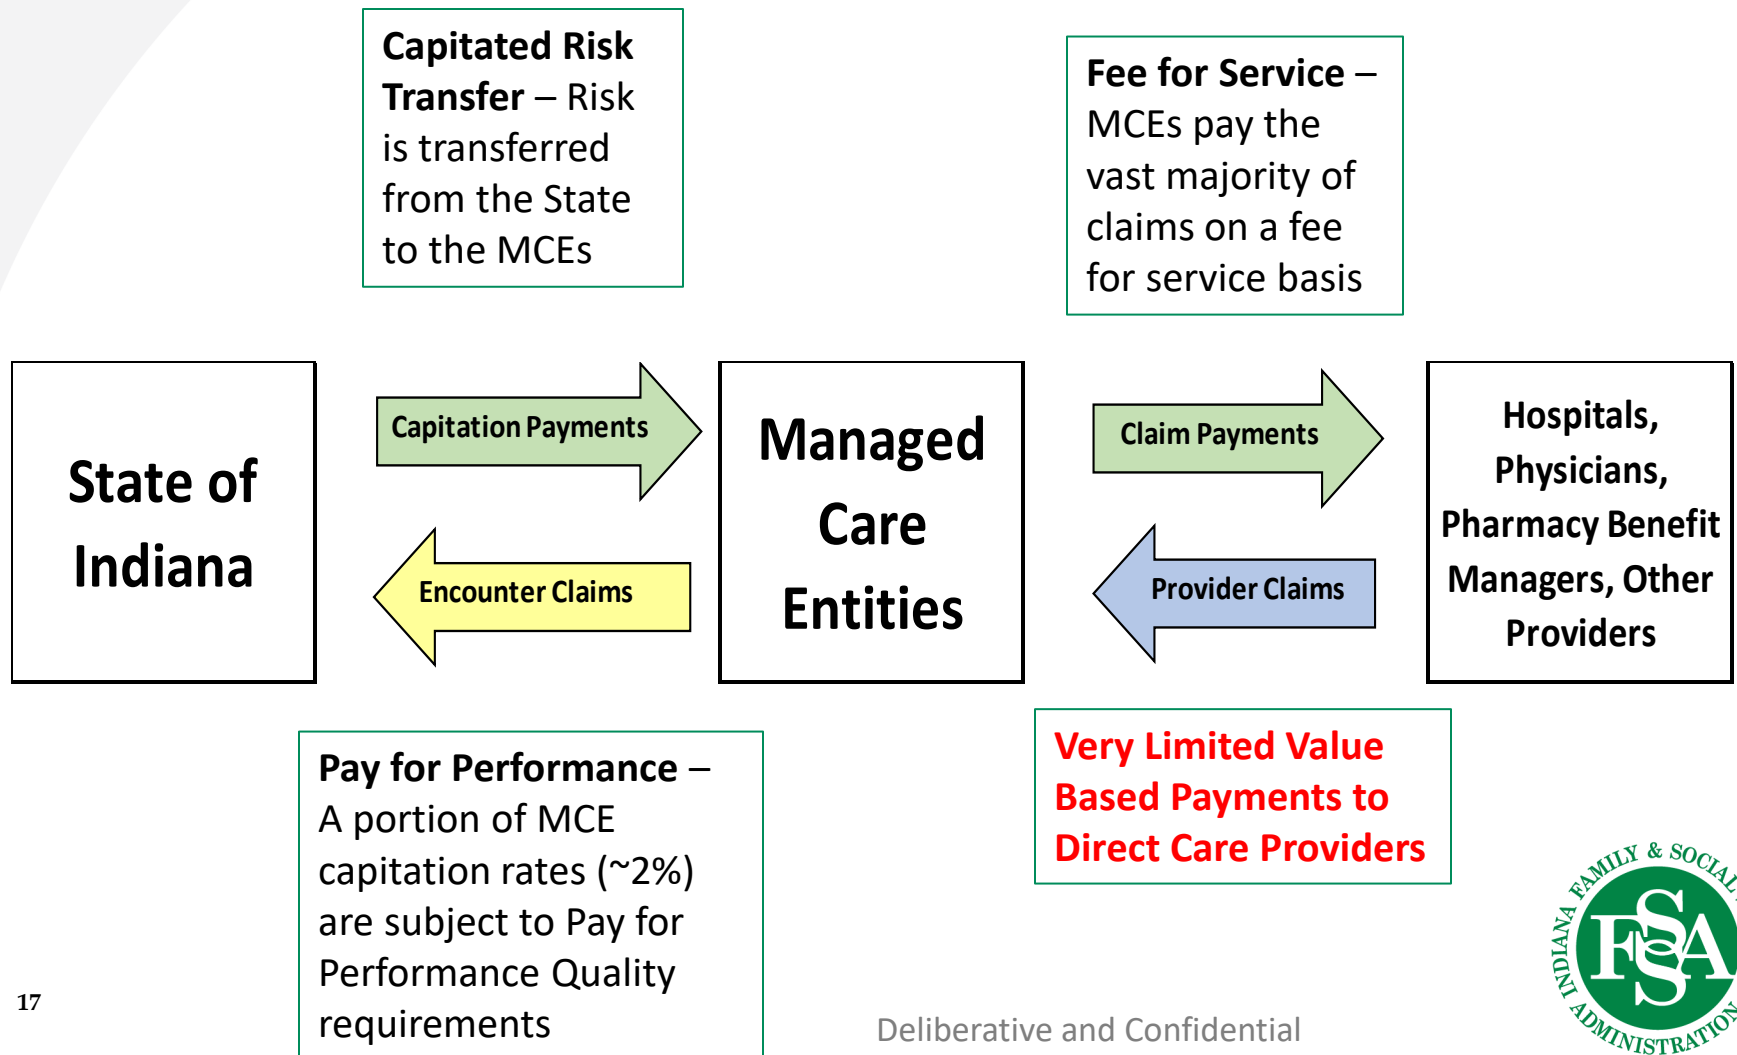 Capitated Risk
Transfer – Risk
is transferred
from the State
to the MCEs
Fee for Service –
MCEs pay the
vast majority of
claims on a fee
for service basis
State of
Indiana
Capitation Payments
Encounter Claims
Managed
Care
Entities
Claim Payments
Provider Claims
Hospitals,
Physicians,
Pharmacy Benefit
Managers, Other
Providers
Pay for Performance –
A portion of MCE
capitation rates (~2%)
are subject to Pay for
Performance Quality
requirements
Very Limited Value
Based Payments to
Direct Care Providers
17
Deliberative and Confidential
INDIANA FAMILY & SOCIAL
ADMINISTRATION
FSSA